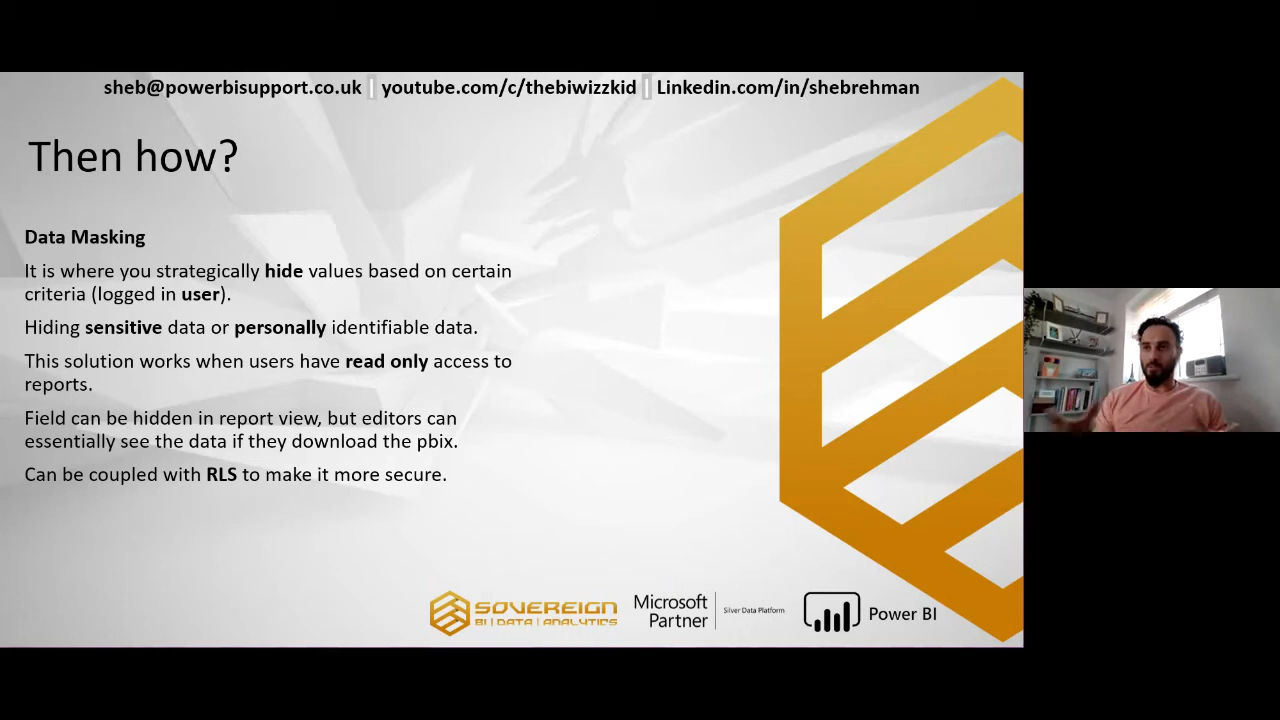 sheb@powerbisupport.co.uk | youtube.com/c/thebiwizzkid | Linkedin.com/in/shebrehman
Then how?
Data Masking
It is where you strategically hide values based on certain
criteria (logged in user).
Hiding sensitive data or personally identifiable data.
This solution works when users have read only access to
reports.
Field can be hidden in report view, but editors can
essentially see the data if they download the pbix.
Can be coupled with RLS to make it more secure.
SOVEREIGN
BI | DATA | ANALYTICS
Microsoft
Partner
Silver Data Platform
Power BI